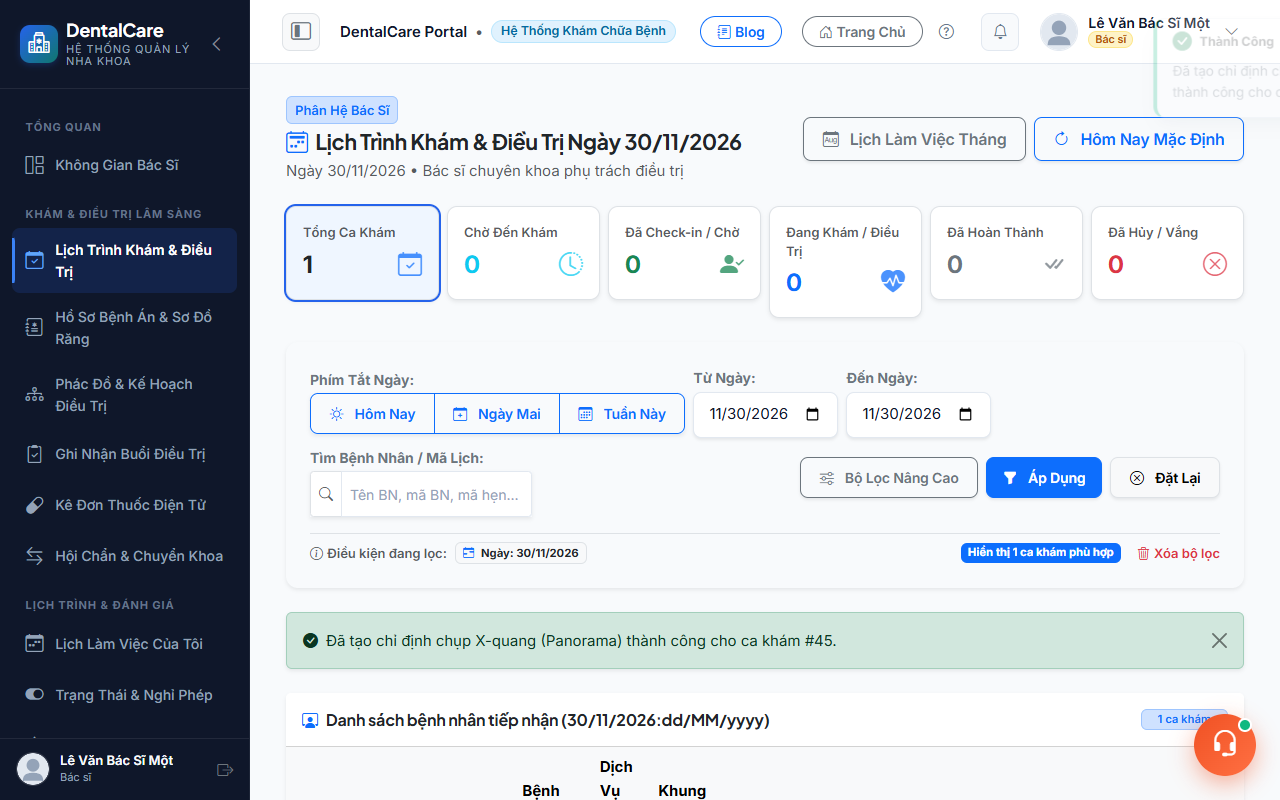 DentalCare
HỆ THỐNG QUẢN LÝ
NHA KHOA
TỔNG QUAN
Không Gian Bác Sĩ
KHÁM & ĐIỀU TRỊ LÂM SÀNG
Lịch Trình Khám & Điều
Trị
Hồ Sơ Bệnh Án & Sơ Đồ
Răng
Phác Đồ & Kế Hoạch
Điều Trị
Ghi Nhận Buổi Điều Trị
Kê Đơn Thuốc Điện Tử
Hội Chẩn & Chuyển Khoa
LỊCH TRÌNH & ĐÁNH GIÁ
Lịch Làm Việc Của Tôi
Trạng Thái & Nghỉ Phép
Lê Văn Bác Sĩ Một
Bác sĩ
DentalCare Portal • Hệ Thống Khám Chữa Bệnh
Blog
Trang Chủ
Lê Văn Bác Sĩ Một
Bác sĩ
Thành Công
Đã tạo chỉ định c
thành công cho c
Phân Hệ Bác Sĩ
Lịch Trình Khám & Điều Trị Ngày 30/11/2026
Ngày 30/11/2026 • Bác sĩ chuyên khoa phụ trách điều trị
Aug
Lịch Làm Việc Tháng
Hôm Nay Mặc Định
Tổng Ca Khám
1
Chờ Đến Khám
0
Đã Check-in / Chờ
0
Đang Khám / Điều
Trị
0
Đã Hoàn Thành
0
Đã Hủy / Vắng
0
Phím Tắt Ngày:
Hôm Nay
Ngày Mai
Tuần Này
Từ Ngày:
11/30/2026
Đến Ngày:
11/30/2026
Tìm Bệnh Nhân / Mã Lịch:
Tên BN, mã BN, mã hẹn...
Bộ Lọc Nâng Cao
Áp Dụng
Đặt Lại
Điều kiện đang lọc:
Ngày: 30/11/2026
Hiển thị 1 ca khám phù hợp
Xóa bộ lọc
Đã tạo chỉ định chụp X-quang (Panorama) thành công cho ca khám #45.
Danh sách bệnh nhân tiếp nhận (30/11/2026:dd/MM/yyyy)
1 ca khám
Dịch
Bệnh
Vụ
Khung